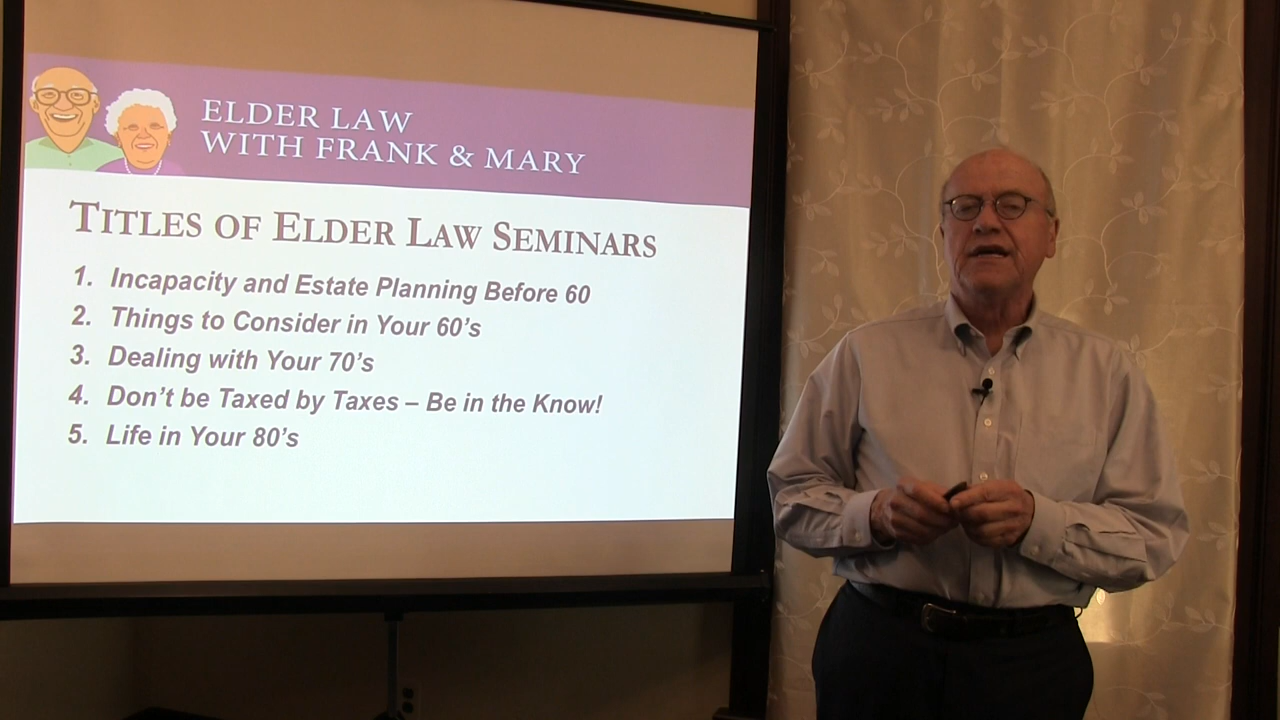 ELDER LAW
WITH FRANK & MARY
TITLES OF ELDER LAW SEMINARS
1. Incapacity and Estate Planning Before 60
2. Things to Consider in Your 60's
3. Dealing with Your 70's
4. Don't be Taxed by Taxes – Be in the Know!
5. Life in Your 80's